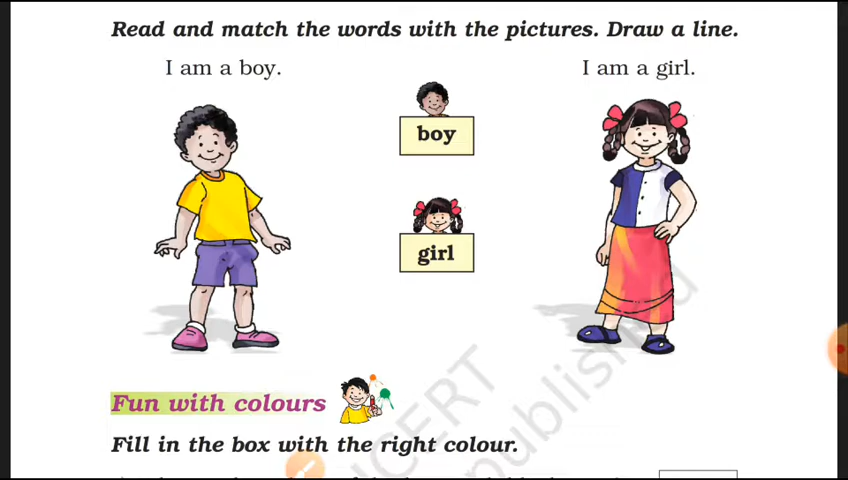 Read and match the words with the pictures. Draw a line.
I am a boy.
I am a girl.
boy
girl
Fun with colours
Fill in the box with the right colour.